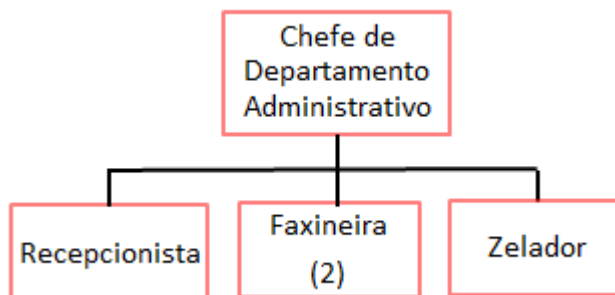 Chefe de
Departamento
Administrativo
Recepcionista
Faxineira
(2)
Zelador